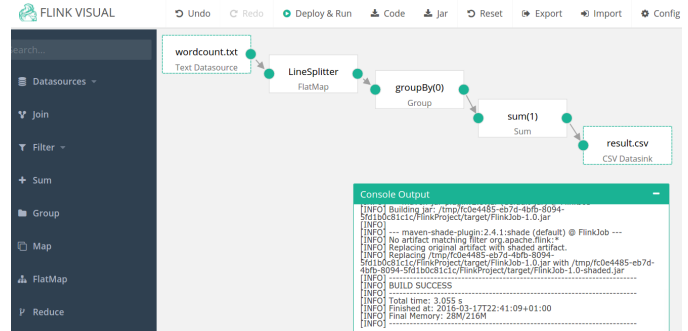 FLINK VISUAL
Undo
Redo
Deploy & Run
Code
Jar
Reset
Export
Import
Config
Search...
Datasources
Join
Filter
Sum
Group
Map
FlatMap
Reduce
wordcount.txt
Text Datasource
LineSplitter
FlatMap
groupBy(0)
Group
sum(1)
Sum
result.csv
CSV Datasink
Console Output
[INFO] Building jar: /tmp/fc0e4485-eb7d-4bfb-8094-
5fd1b0c81c1c/FlinkProject/target/FlinkJob-1.0.jar
[INFO]
[INFO] --- maven-shade-plugin:2.4.1:shade (default) @ FlinkJob ---
[INFO] No artifact matching filter org.apache.flink:*
[INFO] Replacing original artifact with shaded artifact.
[INFO] Replacing /tmp/fc0e4485-eb7d-4bfb-8094-
5fd1b0c81c1c/FlinkProject/target/FlinkJob-1.0.jar with /tmp/fc0e4485-eb7d-
4bfb-8094-5fd1b0c81c1c/FlinkProject/target/FlinkJob-1.0-shaded.jar
[INFO] ------------------------------------------------------------------------
[INFO] BUILD SUCCESS
[INFO] ------------------------------------------------------------------------
[INFO] Total time: 3.055 s
[INFO] Finished at: 2016-03-17T22:41:09+01:00
[INFO] Final Memory: 28M/216M
[INFO] ------------------------------------------------------------------------